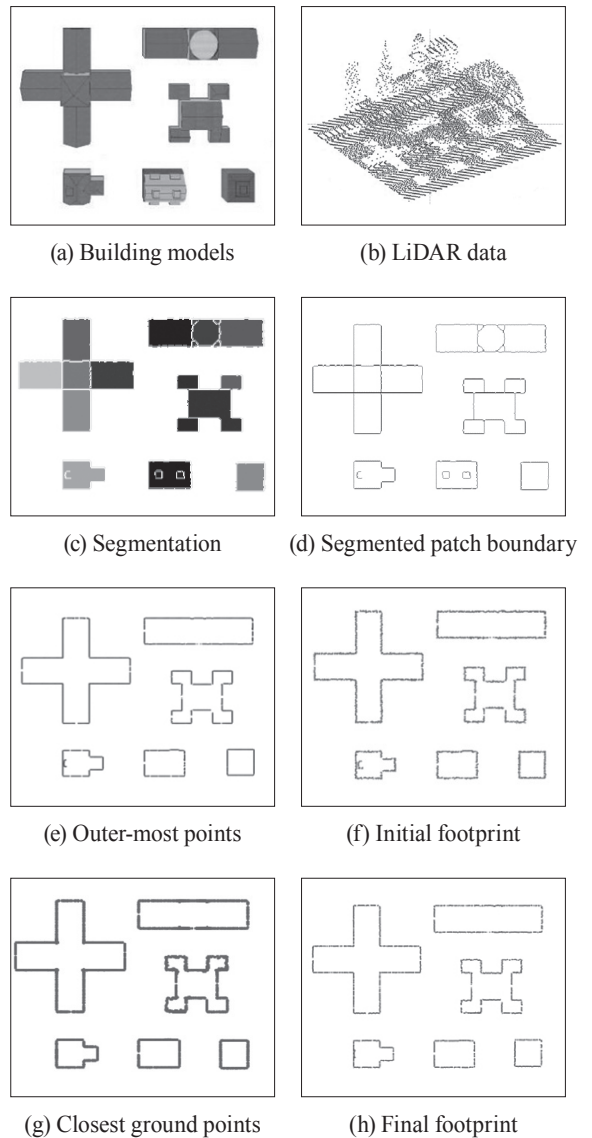 (a) Building models
(b) LiDAR data
(c) Segmentation
(d) Segmented patch boundary
(e) Outer-most points
(f) Initial footprint
(g) Closest ground points
(h) Final footprint